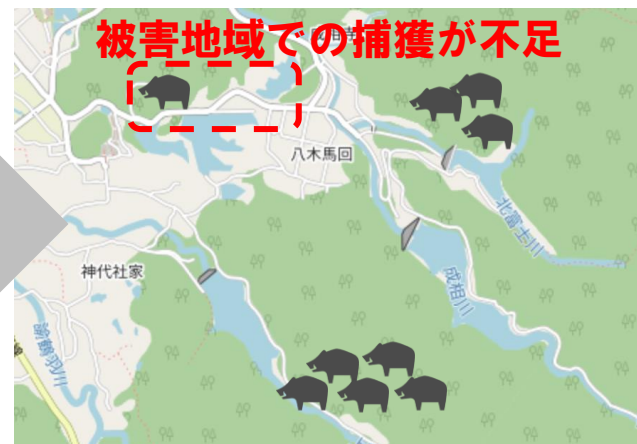 被害地域での捕獲が不足
八木馬回
北富士川
成相川
神代社家
諭鶴羽川